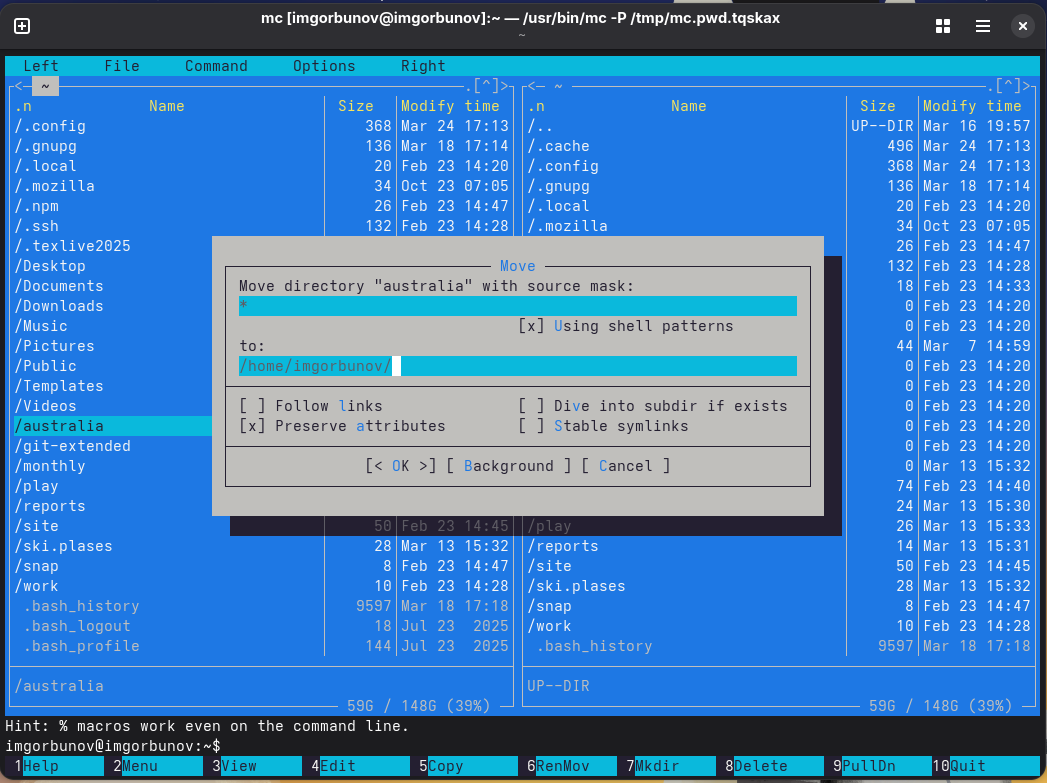 mc [imgorbunov@imgorbunov]:~ — /usr/bin/mc -P /tmp/mc.pwd.tqskax
~
Left File Command Options Right
<─ ~ .[^]> <─ ~ .[^]>
.n Name Size Modify time .n Name Size Modify time
/.config 368 Mar 24 17:13 /.. UP--DIR Mar 16 19:57
/.gnupg 136 Mar 18 17:14 /.cache 496 Mar 24 17:13
/.local 20 Feb 23 14:20 /.config 368 Mar 24 17:13
/.mozilla 34 Oct 23 07:05 /.gnupg 136 Mar 18 17:14
/.npm 26 Feb 23 14:47 /.local 20 Feb 23 14:20
/.ssh 132 Feb 23 14:28 /.mozilla 34 Oct 23 07:05
/.texlive2025 26 Feb 23 14:47
/Desktop Move 132 Feb 23 14:28
/Documents Move directory "australia" with source mask: 18 Feb 23 14:33
/Downloads * 0 Feb 23 14:20
/Music [x] Using shell patterns 0 Feb 23 14:20
/Pictures to: 44 Mar 7 14:59
/Public /home/imgorbunov/ 0 Feb 23 14:20
/Templates 0 Feb 23 14:20
/Videos [ ] Follow links [ ] Dive into subdir if exists 0 Feb 23 14:20
/australia [x] Preserve attributes [ ] Stable symlinks 0 Feb 23 14:20
/git-extended 0 Feb 23 14:20
/monthly [< OK >] [ Background ] [ Cancel ] 0 Mar 13 15:32
/play 74 Feb 23 14:40
/reports 24 Mar 13 15:30
/site 50 Feb 23 14:45 /play 26 Mar 13 15:33
/ski.plases 28 Mar 13 15:32 /reports 14 Mar 13 15:31
/snap 8 Feb 23 14:47 /site 50 Feb 23 14:45
/work 10 Feb 23 14:28 /ski.plases 28 Mar 13 15:32
.bash_history 9597 Mar 18 17:18 /snap 8 Feb 23 14:47
.bash_logout 18 Jul 23 2025 /work 10 Feb 23 14:28
.bash_profile 144 Jul 23 2025 .bash_history 9597 Mar 18 17:18
/australia UP--DIR
59G / 148G (39%) 59G / 148G (39%)
Hint: % macros work even on the command line.
imgorbunov@imgorbunov:~$
1Help 2Menu 3View 4Edit 5Copy 6RenMov 7Mkdir 8Delete 9PullDn 10Quit